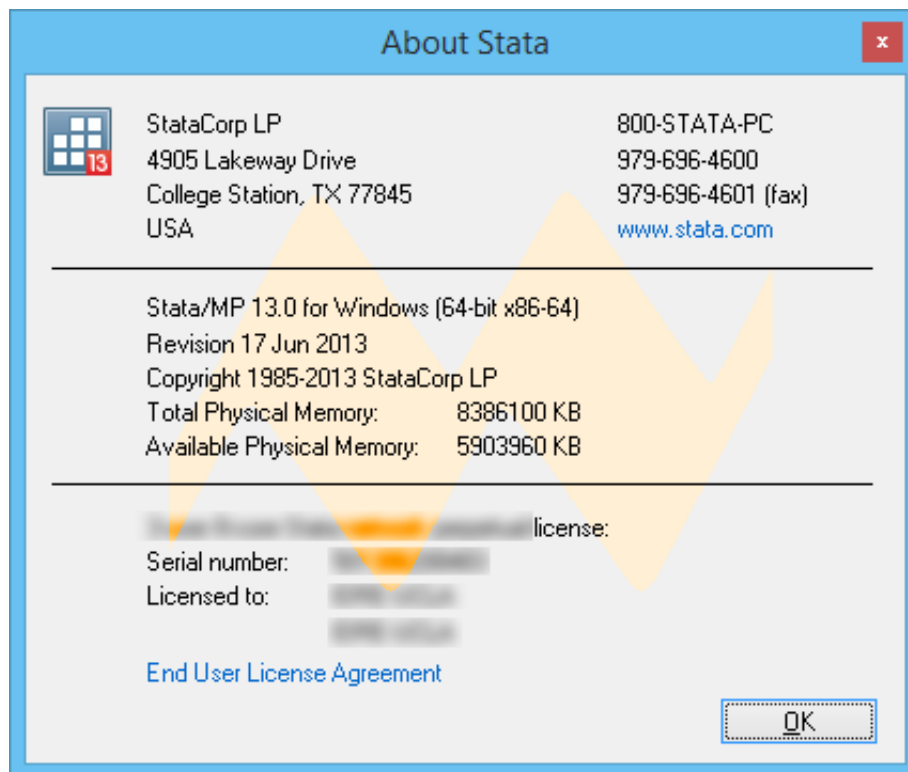 About Stata
x
13
StataCorp LP
4905 Lakeway Drive
College Station, TX 77845
USA
800-STATA-PC
979-696-4600
979-696-4601 (fax)
www.stata.com
Stata/MP 13.0 for Windows (64-bit x86-64)
Revision 17 Jun 2013
Copyright 1985-2013 StataCorp LP
Total Physical Memory: 8386100 KB
Available Physical Memory: 5903960 KB
license:
Serial number:
Licensed to:
End User License Agreement
OK